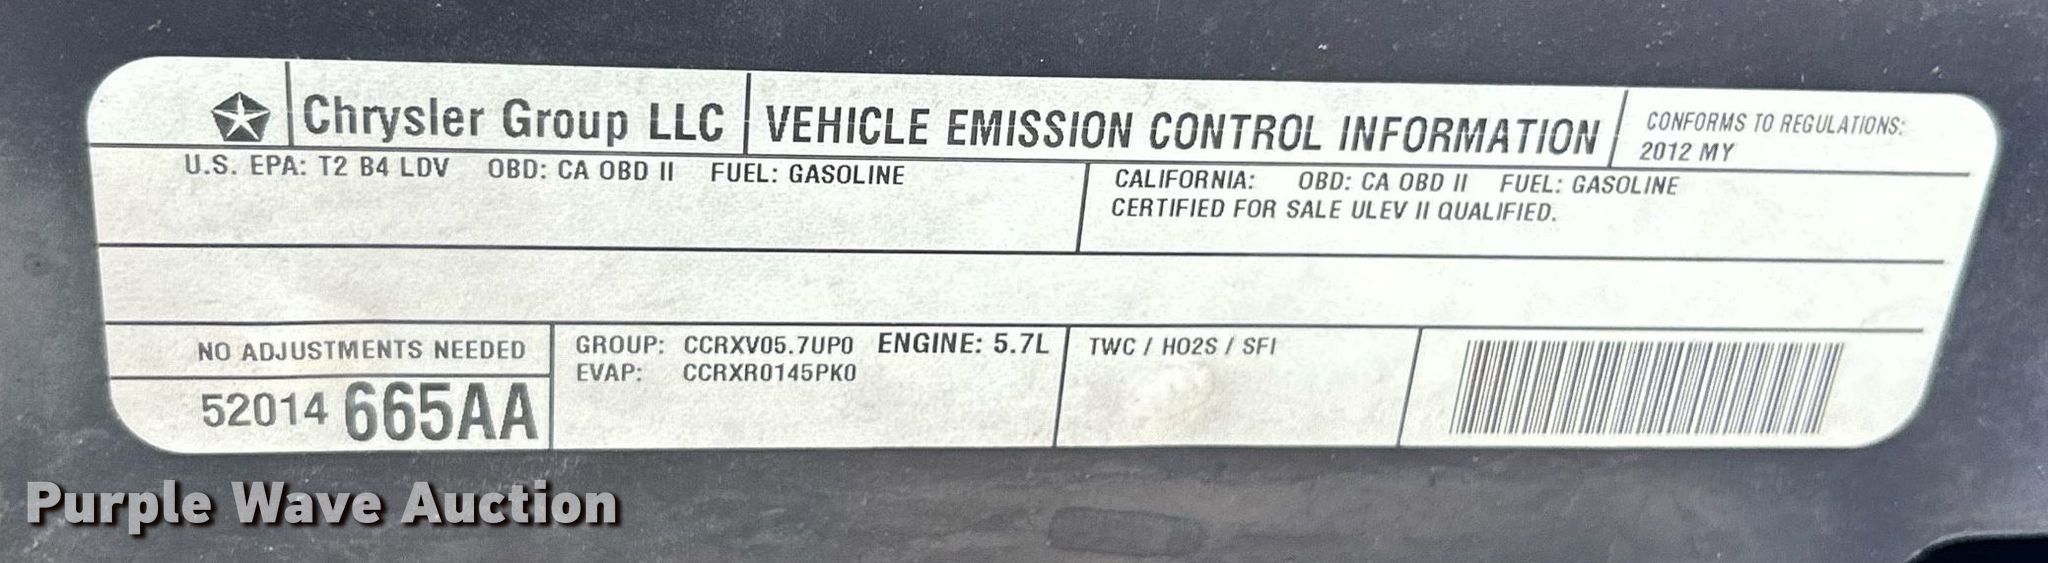 Chrysler Group LLC
VEHICLE EMISSION CONTROL INFORMATION
CONFORMS TO REGULATIONS:
2012 MY
U.S. EPA: T2 B4 LDV OBD: CA OBD II FUEL: GASOLINE
CALIFORNIA: OBD: CA OBD II FUEL: GASOLINE
CERTIFIED FOR SALE ULEV II QUALIFIED.
NO ADJUSTMENTS NEEDED
52014 665AA
GROUP: CCRXV05.7UP0 ENGINE: 5.7L
EVAP: CCRXR0145PK0
TWC / HO2S / SFI
Purple Wave Auction